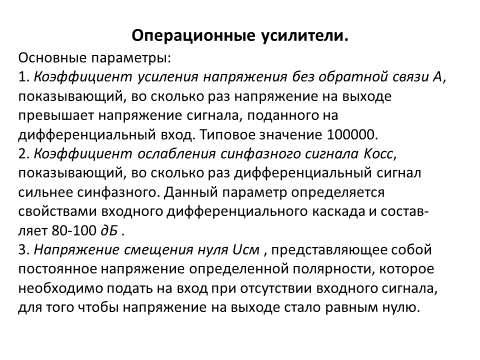 Операционные усилители.
Основные параметры:
1. Коэффициент усиления напряжения без обратной связи А,
показывающий, во сколько раз напряжение на выходе
превышает напряжение сигнала, поданного на
дифференциальный вход. Типовое значение 100000.
2. Коэффициент ослабления синфазного сигнала Косс,
показывающий, во сколько раз дифференциальный сигнал
сильнее синфазного. Данный параметр определяется
свойствами входного дифференциального каскада и состав-
ляет 80-100 дБ .
3. Напряжение смещения нуля Uсм , представляющее собой
постоянное напряжение определенной полярности, которое
необходимо подать на вход при отсутствии входного сигнала,
для того чтобы напряжение на выходе стало равным нулю.